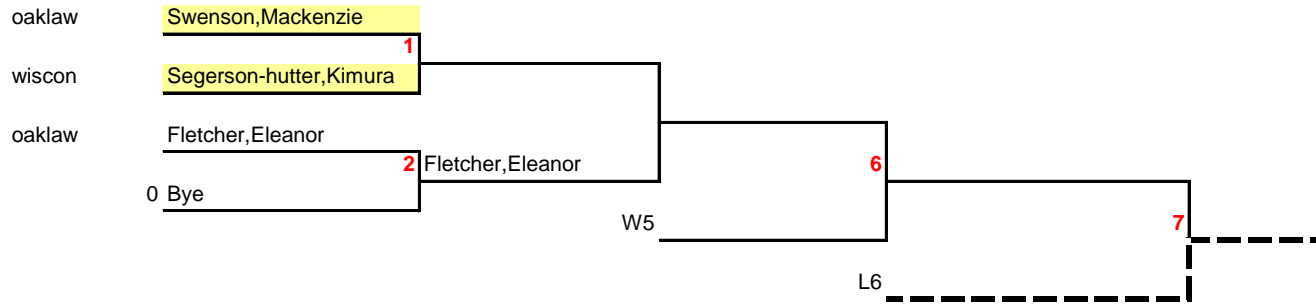 oaklaw Swenson,Mackenzie
1
wiscon Segerson-hutter,Kimura
oaklaw Fletcher,Eleanor
2 Fletcher,Eleanor 6
0 Bye
W5 7
L6